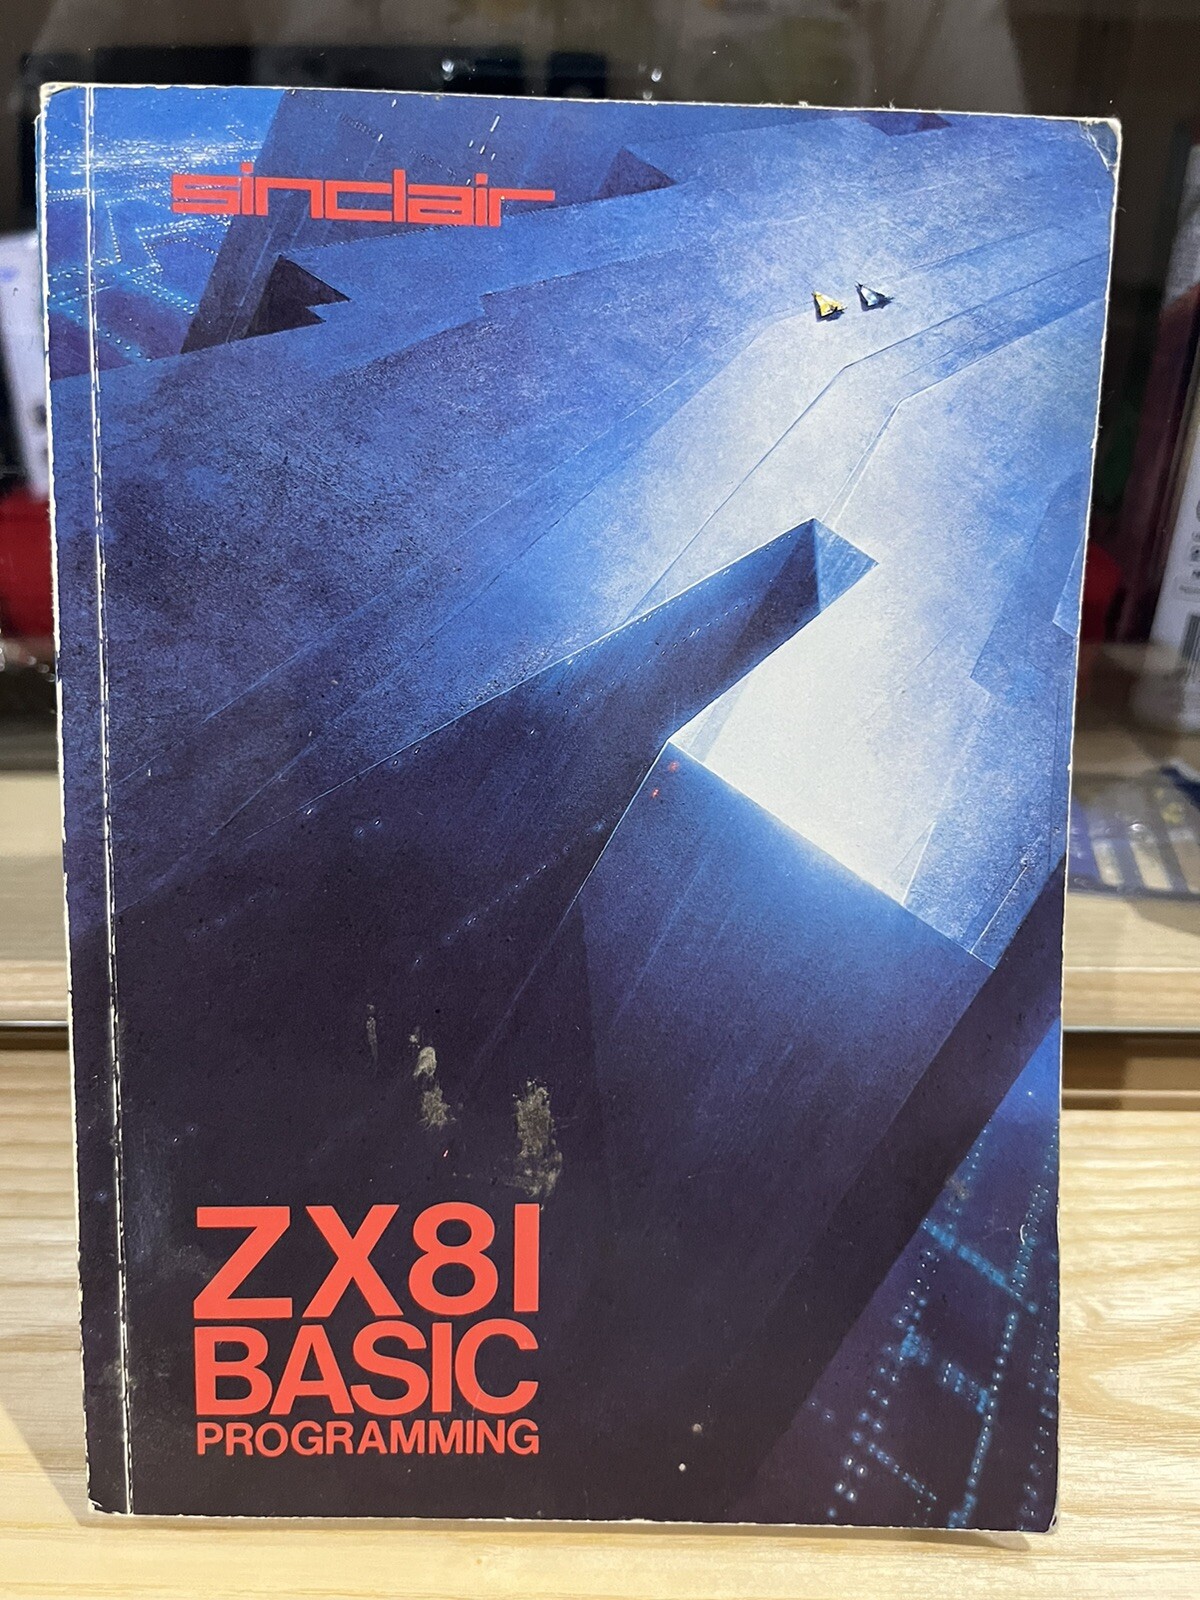 sinclair
ZX81
BASIC
PROGRAMMING